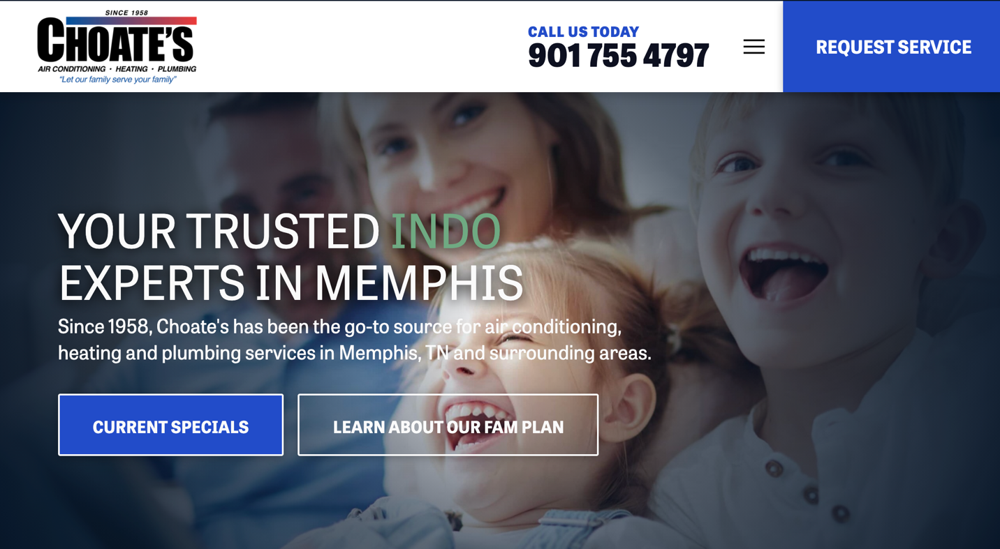 SINCE 1958
CHOATE'S
AIR CONDITIONING · HEATING · PLUMBING
"Let our family serve your family"
CALL US TODAY
901 755 4797
REQUEST SERVICE
YOUR TRUSTED INDO
EXPERTS IN MEMPHIS
Since 1958, Choate's has been the go-to source for air conditioning,
heating and plumbing services in Memphis, TN and surrounding areas.
CURRENT SPECIALS
LEARN ABOUT OUR FAM PLAN